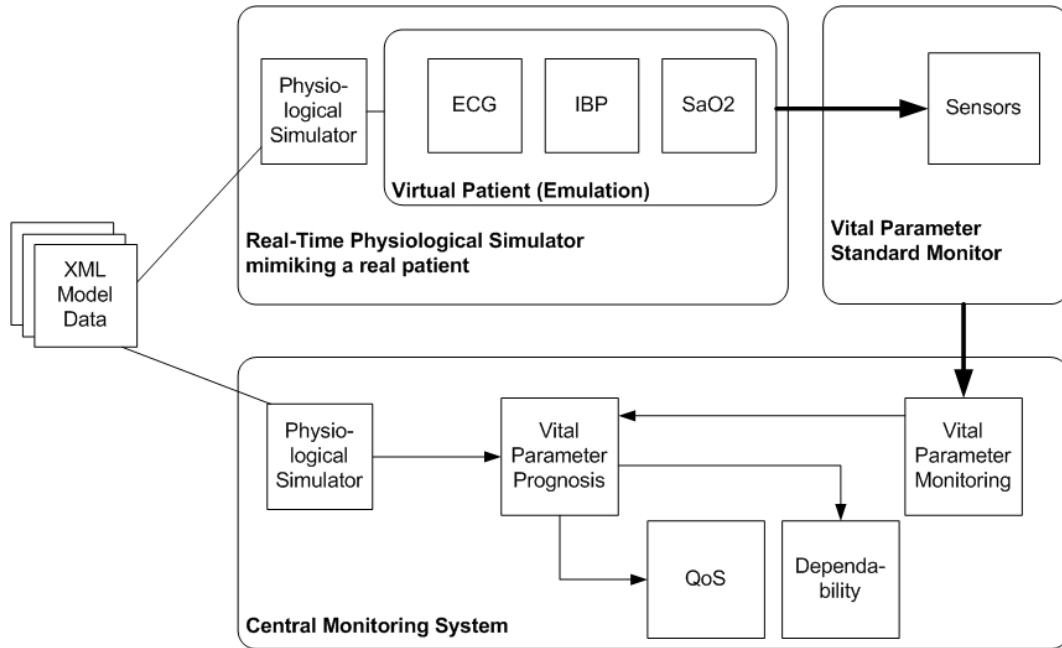 Physio-
logical
Simulator
ECG
IBP
SaO2
Sensors
Virtual Patient (Emulation)
Real-Time Physiological Simulator
mimiking a real patient
Vital Parameter
Standard Monitor
XML
Model
Data
Physio-
logical
Simulator
Vital
Parameter
Prognosis
Vital
Parameter
Monitoring
QoS
Denpenda-
bility
Central Monitoring System